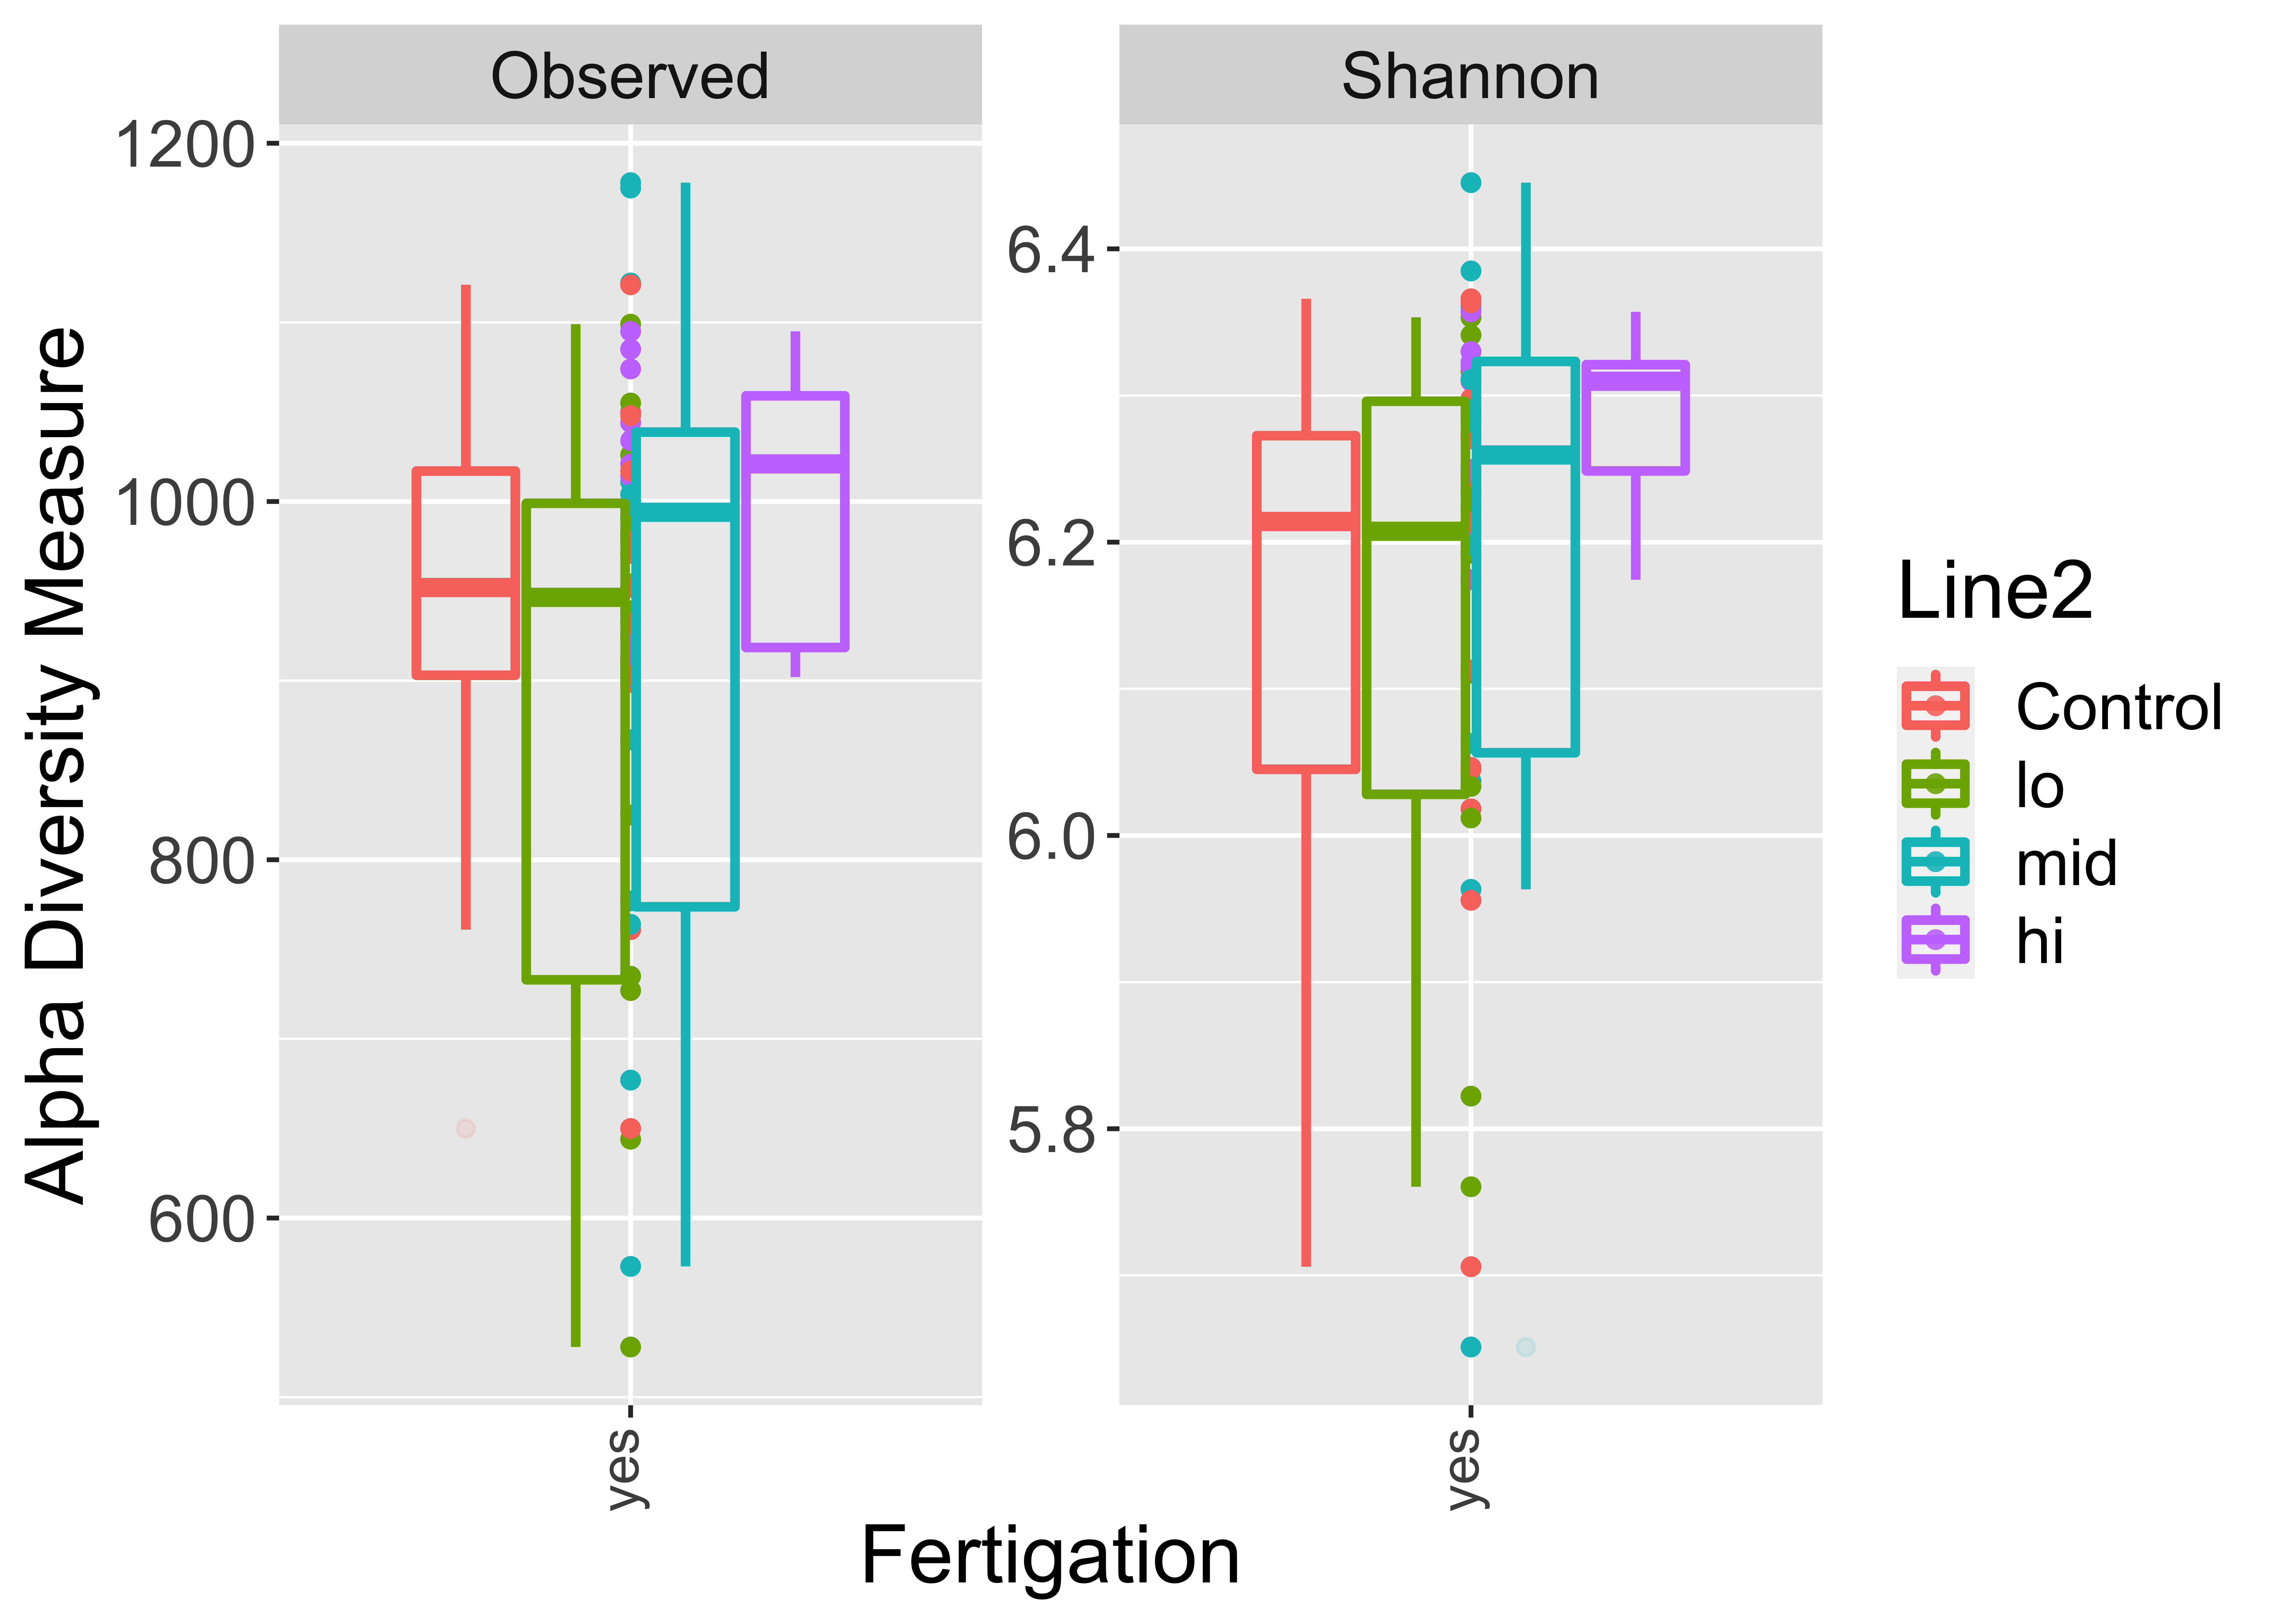 Observed
Shannon
Alpha Diversity Measure
1200
1000
800
600
6.4
6.2
6.0
5.8
yes
yes
Fertigation
Line2
Control
lo
mid
hi